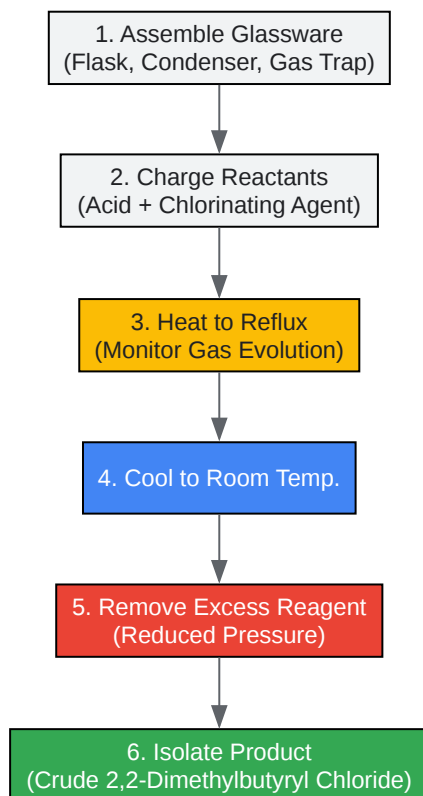 1. Assemble Glassware
(Flask, Condenser, Gas Trap)
2. Charge Reactants
(Acid + Chlorinating Agent)
3. Heat to Reflux
(Monitor Gas Evolution)
4. Cool to Room Temp.
5. Remove Excess Reagent
(Reduced Pressure)
6. Isolate Product
(Crude 2,2-Dimethylbutyryl Chloride)